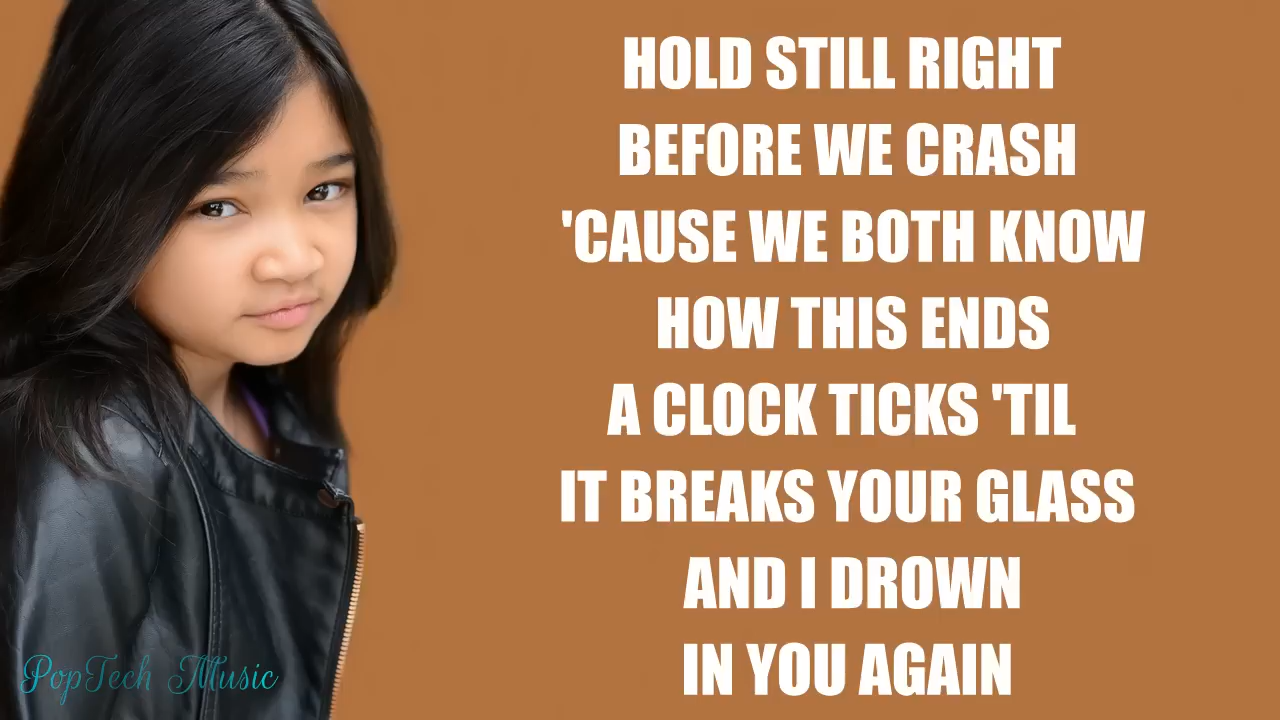 HOLD STILL RIGHT
BEFORE WE CRASH
'CAUSE WE BOTH KNOW
HOW THIS ENDS
A CLOCK TICKS 'TIL
IT BREAKS YOUR GLASS
AND I DROWN
IN YOU AGAIN
PopTech Music